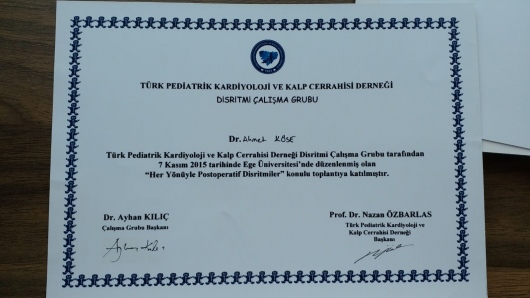 TÜRK PEDİATRİK KARDİYOLOJİ VE KALP CERRAHİSİ DERNEĞİ
DİSRİTMİ ÇALIŞMA GRUBU
Dr. Ahmet KÖSE
Türk Pediatrik Kardiyoloji ve Kalp Cerrahisi Derneği Disritmi Çalışma Grubu tarafından
7 Kasım 2015 tarihinde Ege Üniversitesi'nde düzenlenmiş olan
"Her Yönüyle Postoperatif Disritmiler" konulu toplantıya katılmıştır.
Dr. Ayhan KILIÇ
Çalışma Grubu Başkanı
Prof. Dr. Nazan ÖZBARLAS
Türk Pediatrik Kardiyoloji ve
Kalp Cerrahisi Derneği
Başkanı